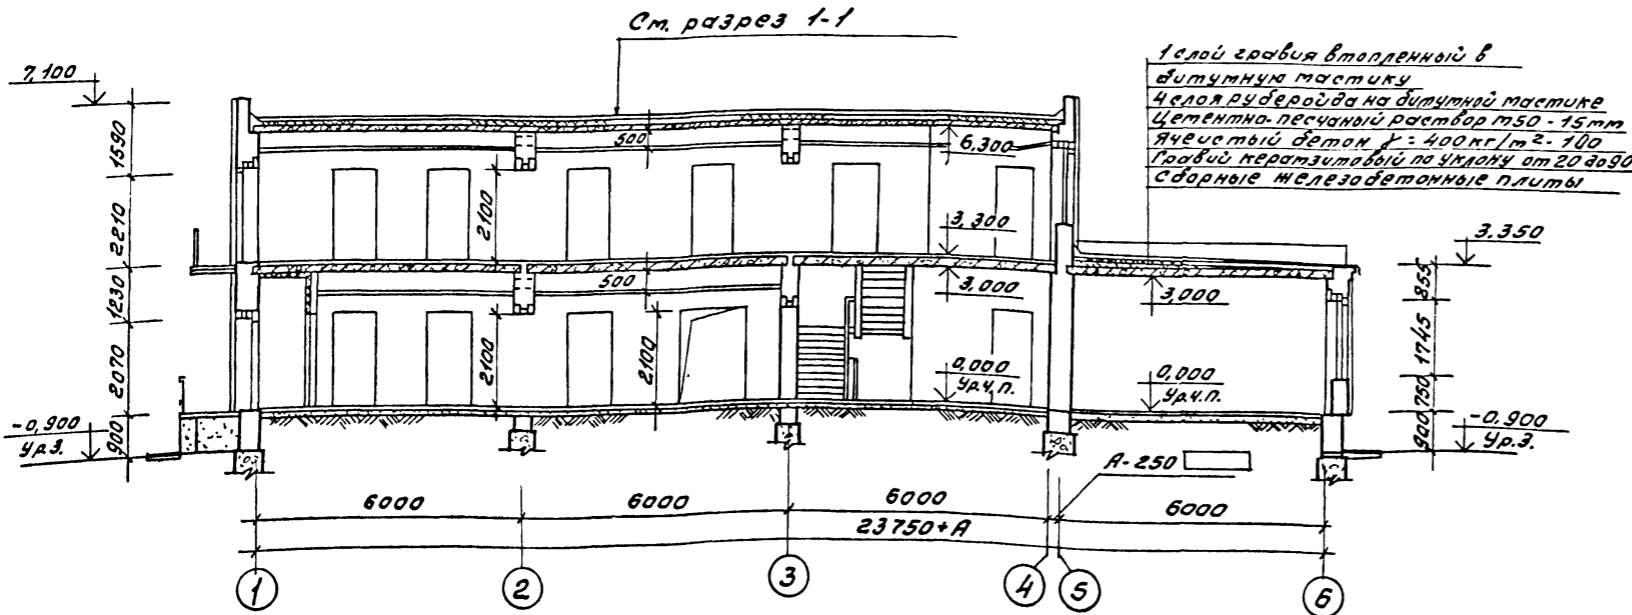 См. разрез 1-1
1 слой гравия втопленный в
битумную мастику
4 слоя рубероида на битумной мастике
Цементно-песчаный раствор м50 - 15mm
Ячеистый бетон γ = 400 кг/m² - 100
Гравий керамзитовый по уклону от 20 до 90
Сборные железобетонные плиты
7,100
1590
2210
1230
2070
900
-0,900
Ур.З.
500
6,300
2100
3,300
500
3,000
3,000
2100
2100
0,000
Ур.ч.п.
0,000
Ур.ч.п.
3.350
855
1745
750
900
-0,900
Ур.З.
А-250
6000
6000
6000
6000
23750+А
1
2
3
4
5
6